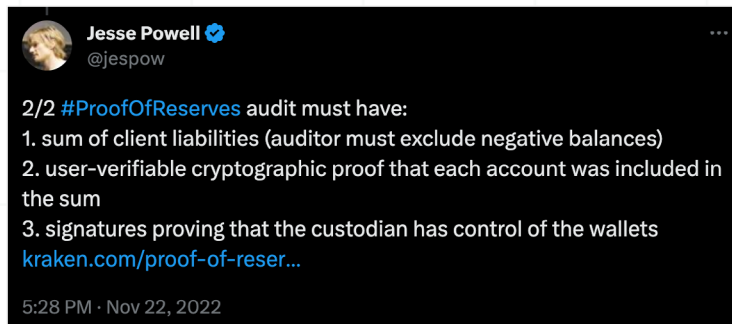 Jesse Powell
@jespow
2/2 #ProofOfReserves audit must have:
1. sum of client liabilities (auditor must exclude negative balances)
2. user-verifiable cryptographic proof that each account was included in
the sum
3. signatures proving that the custodian has control of the wallets
kraken.com/proof-of-reser...
5:28 PM · Nov 22, 2022